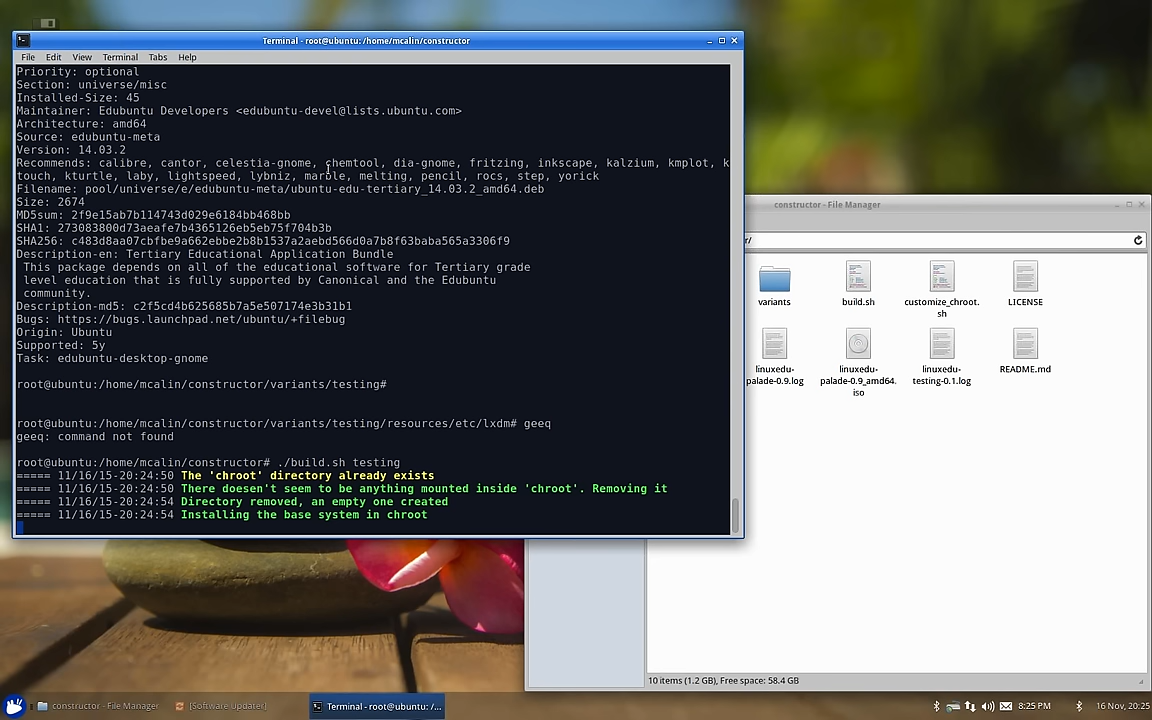 Terminal - root@ubuntu: /home/mcalin/constructor
File Edit View Terminal Tabs Help
Priority: optional
Section: universe/misc
Installed-Size: 45
Maintainer: Edubuntu Developers <edubuntu-devel@lists.ubuntu.com>
Architecture: amd64
Source: edubuntu-meta
Version: 14.03.2
Recommends: calibre, cantor, celestia-gnome, chemtool, dia-gnome, fritzing, inkscape, kalzium, kmplot, k
touch, kturtle, laby, lightspeed, lybniz, marble, melting, pencil, rocs, step, yorick
Filename: pool/universe/e/edubuntu-meta/ubuntu-edu-tertiary_14.03.2_amd64.deb
Size: 2674
MD5sum: 2f9e15ab7b114743d029e6184bb468bb
SHA1: 273083800d73aeafe7b4365126eb5eb75f704b3b
SHA256: c483d8aa07cbfbe9a662ebbe2b8b1537a2aebd566d0a7b8f63baba565a3306f9
Description-en: Tertiary Educational Application Bundle
This package depends on all of the educational software for Tertiary grade
level education that is fully supported by Canonical and the Edubuntu
community.
Description-md5: c2f5cd4b625685b7a5e507174e3b31b1
Bugs: https://bugs.launchpad.net/ubuntu/+filebug
Origin: Ubuntu
Supported: 5y
Task: edubuntu-desktop-gnome
root@ubuntu:/home/mcalin/constructor/variants/testing#
root@ubuntu:/home/mcalin/constructor/variants/testing/resources/etc/lxdm# geeq
geeq: command not found
root@ubuntu:/home/mcalin/constructor# ./build.sh testing
===== 11/16/15-20:24:50 The 'chroot' directory already exists
===== 11/16/15-20:24:50 There doesen't seem to be anything mounted inside 'chroot'. Removing it
===== 11/16/15-20:24:54 Directory removed, an empty one created
===== 11/16/15-20:24:54 Installing the base system in chroot
constructor - File Manager
r/
variants
build.sh
customize_chroot.
sh
LICENSE
linuxedu-
palade-0.9.log
linuxedu-
palade-0.9_amd64.
iso
linuxedu-
testing-0.1.log
README.md
10 items (1.2 GB), Free space: 58.4 GB
constructor - File Manager
[Software Updater]
Terminal - root@ubuntu: /...
8:25 PM
16 Nov, 20:25